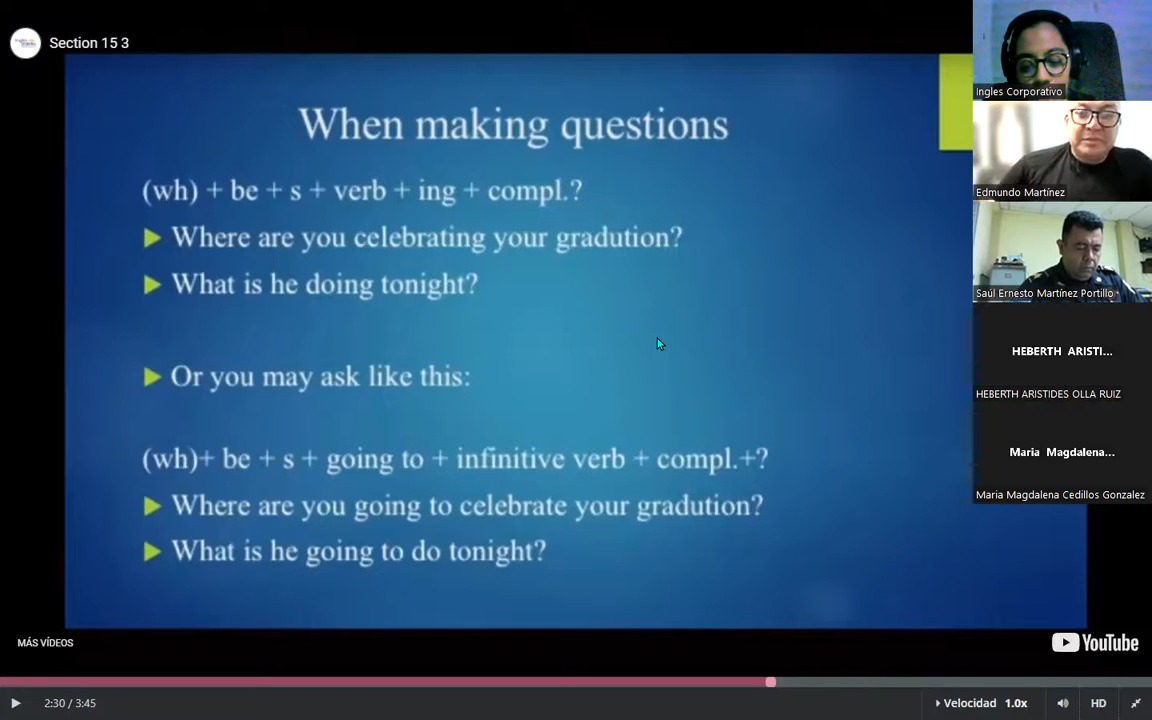 Section 15 3
When making questions
(wh) + be + s + verb + ing + compl.?
Where are you celebrating your gradution?
What is he doing tonight?
Or you may ask like this:
(wh)+ be + s + going to + infinitive verb + compl.+?
Where are you going to celebrate your gradution?
What is he going to do tonight?
MÁS VÍDEOS
YouTube
2:30 / 3:45
Velocidad 1.0x
HD
Ingles Corporativo
Edmundo Martínez
Saúl Ernesto Martínez Portillo
HEBERTH ARISTI...
HEBERTH ARISTIDES OLLA RUIZ
Maria Magdalena...
Maria Magdalena Cedillos Gonzalez